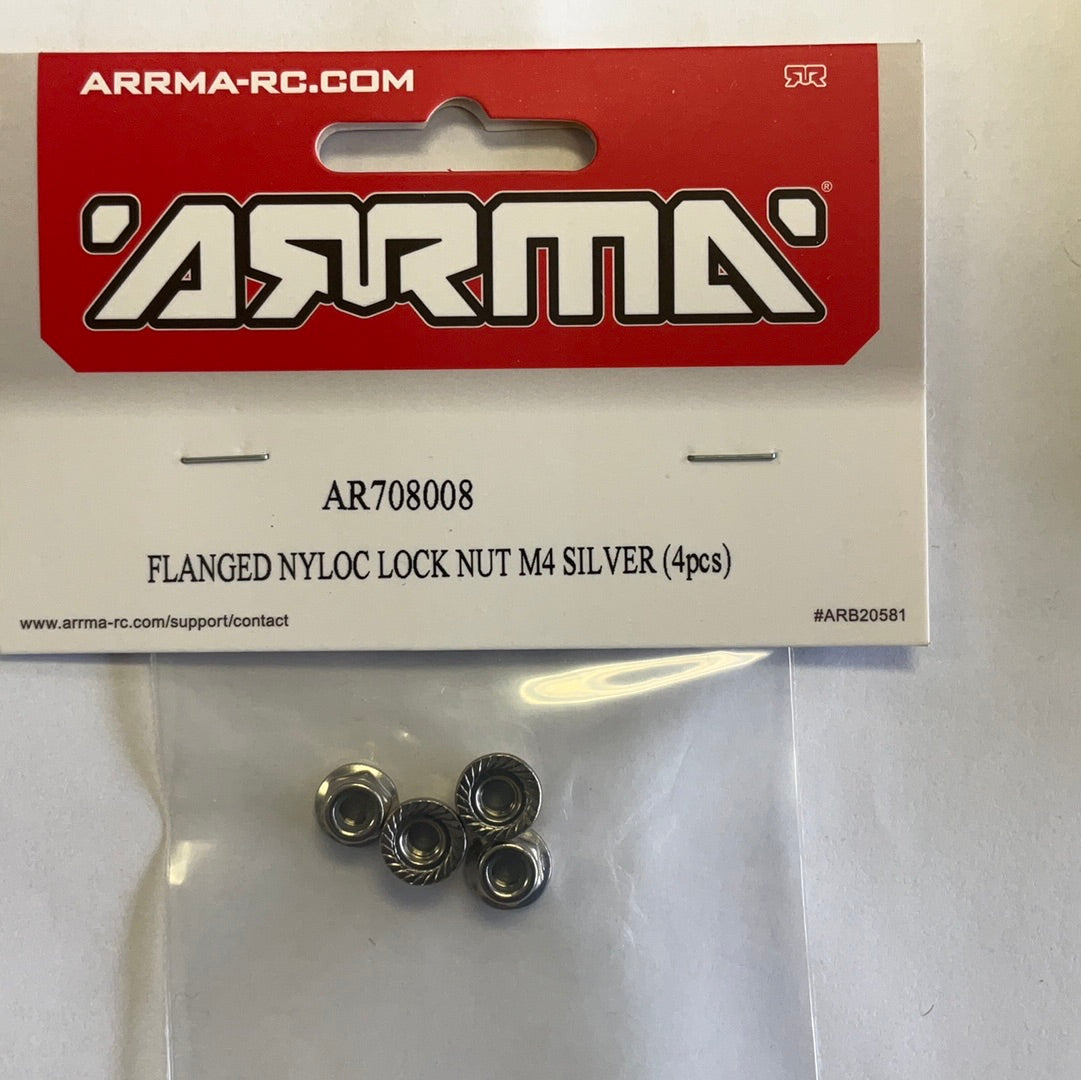 ARRMA-RC.COM
ARRMA®
AR708008
FLANGED NYLOC LOCK NUT M4 SILVER (4pcs)
www.arrma-rc.com/support/contact
#ARB20581